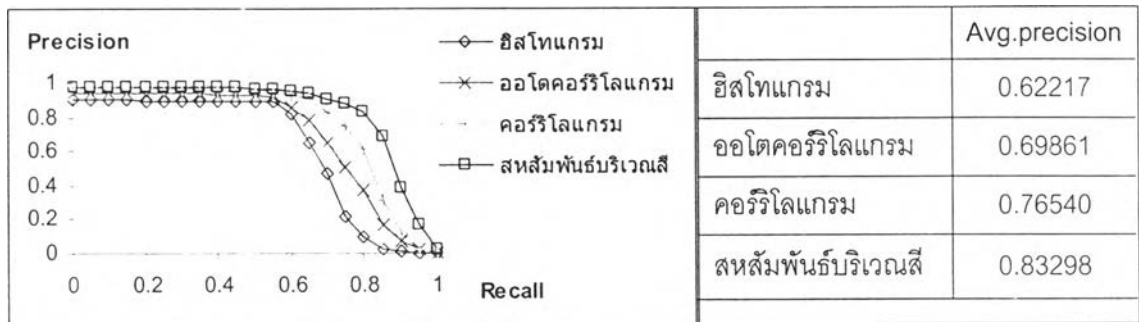 Precision
1
0.8
0.6
0.4
0.2
0
0 0.2 0.4 0.6 0.8 1
Recall
ฮิสโทแกรม
ออโตคอร์ริโลแกรม
คอร์ริโลแกรม
สหสัมพันธ์บริเวณสี
Avg.precision
ฮิสโทแกรม 0.62217
ออโตคอร์ริโลแกรม 0.69861
คอร์ริโลแกรม 0.76540
สหสัมพันธ์บริเวณสี 0.83298